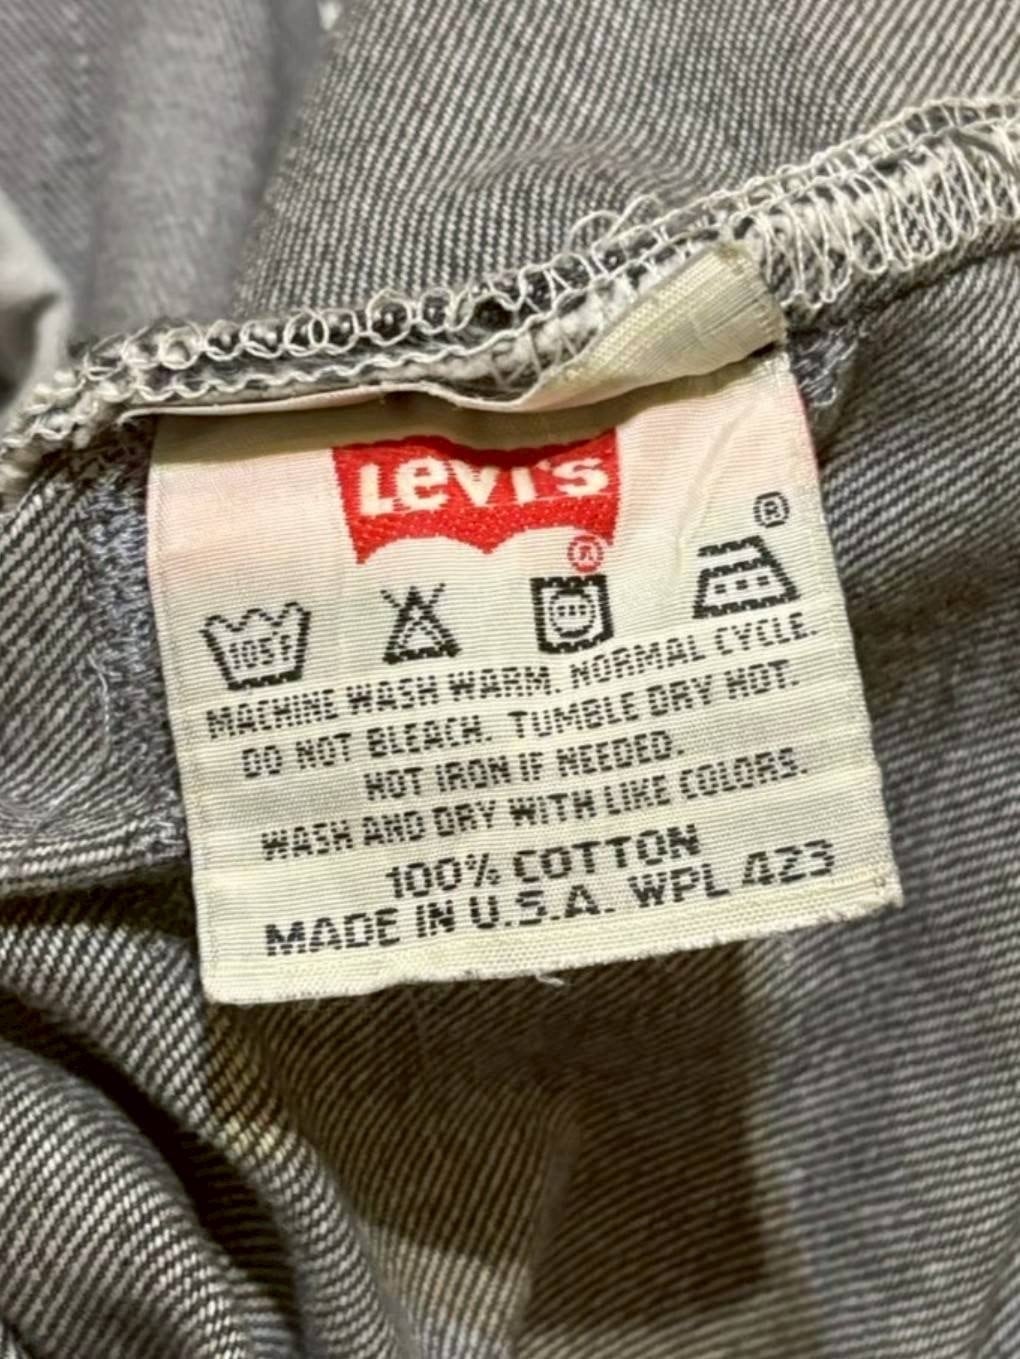 Levi's
®
®
105F
MACHINE WASH WARM. NORMAL CYCLE.
DO NOT BLEACH. TUMBLE DRY HOT.
HOT IRON IF NEEDED.
WASH AND DRY WITH LIKE COLORS.
100% COTTON
MADE IN U.S.A. WPL 423